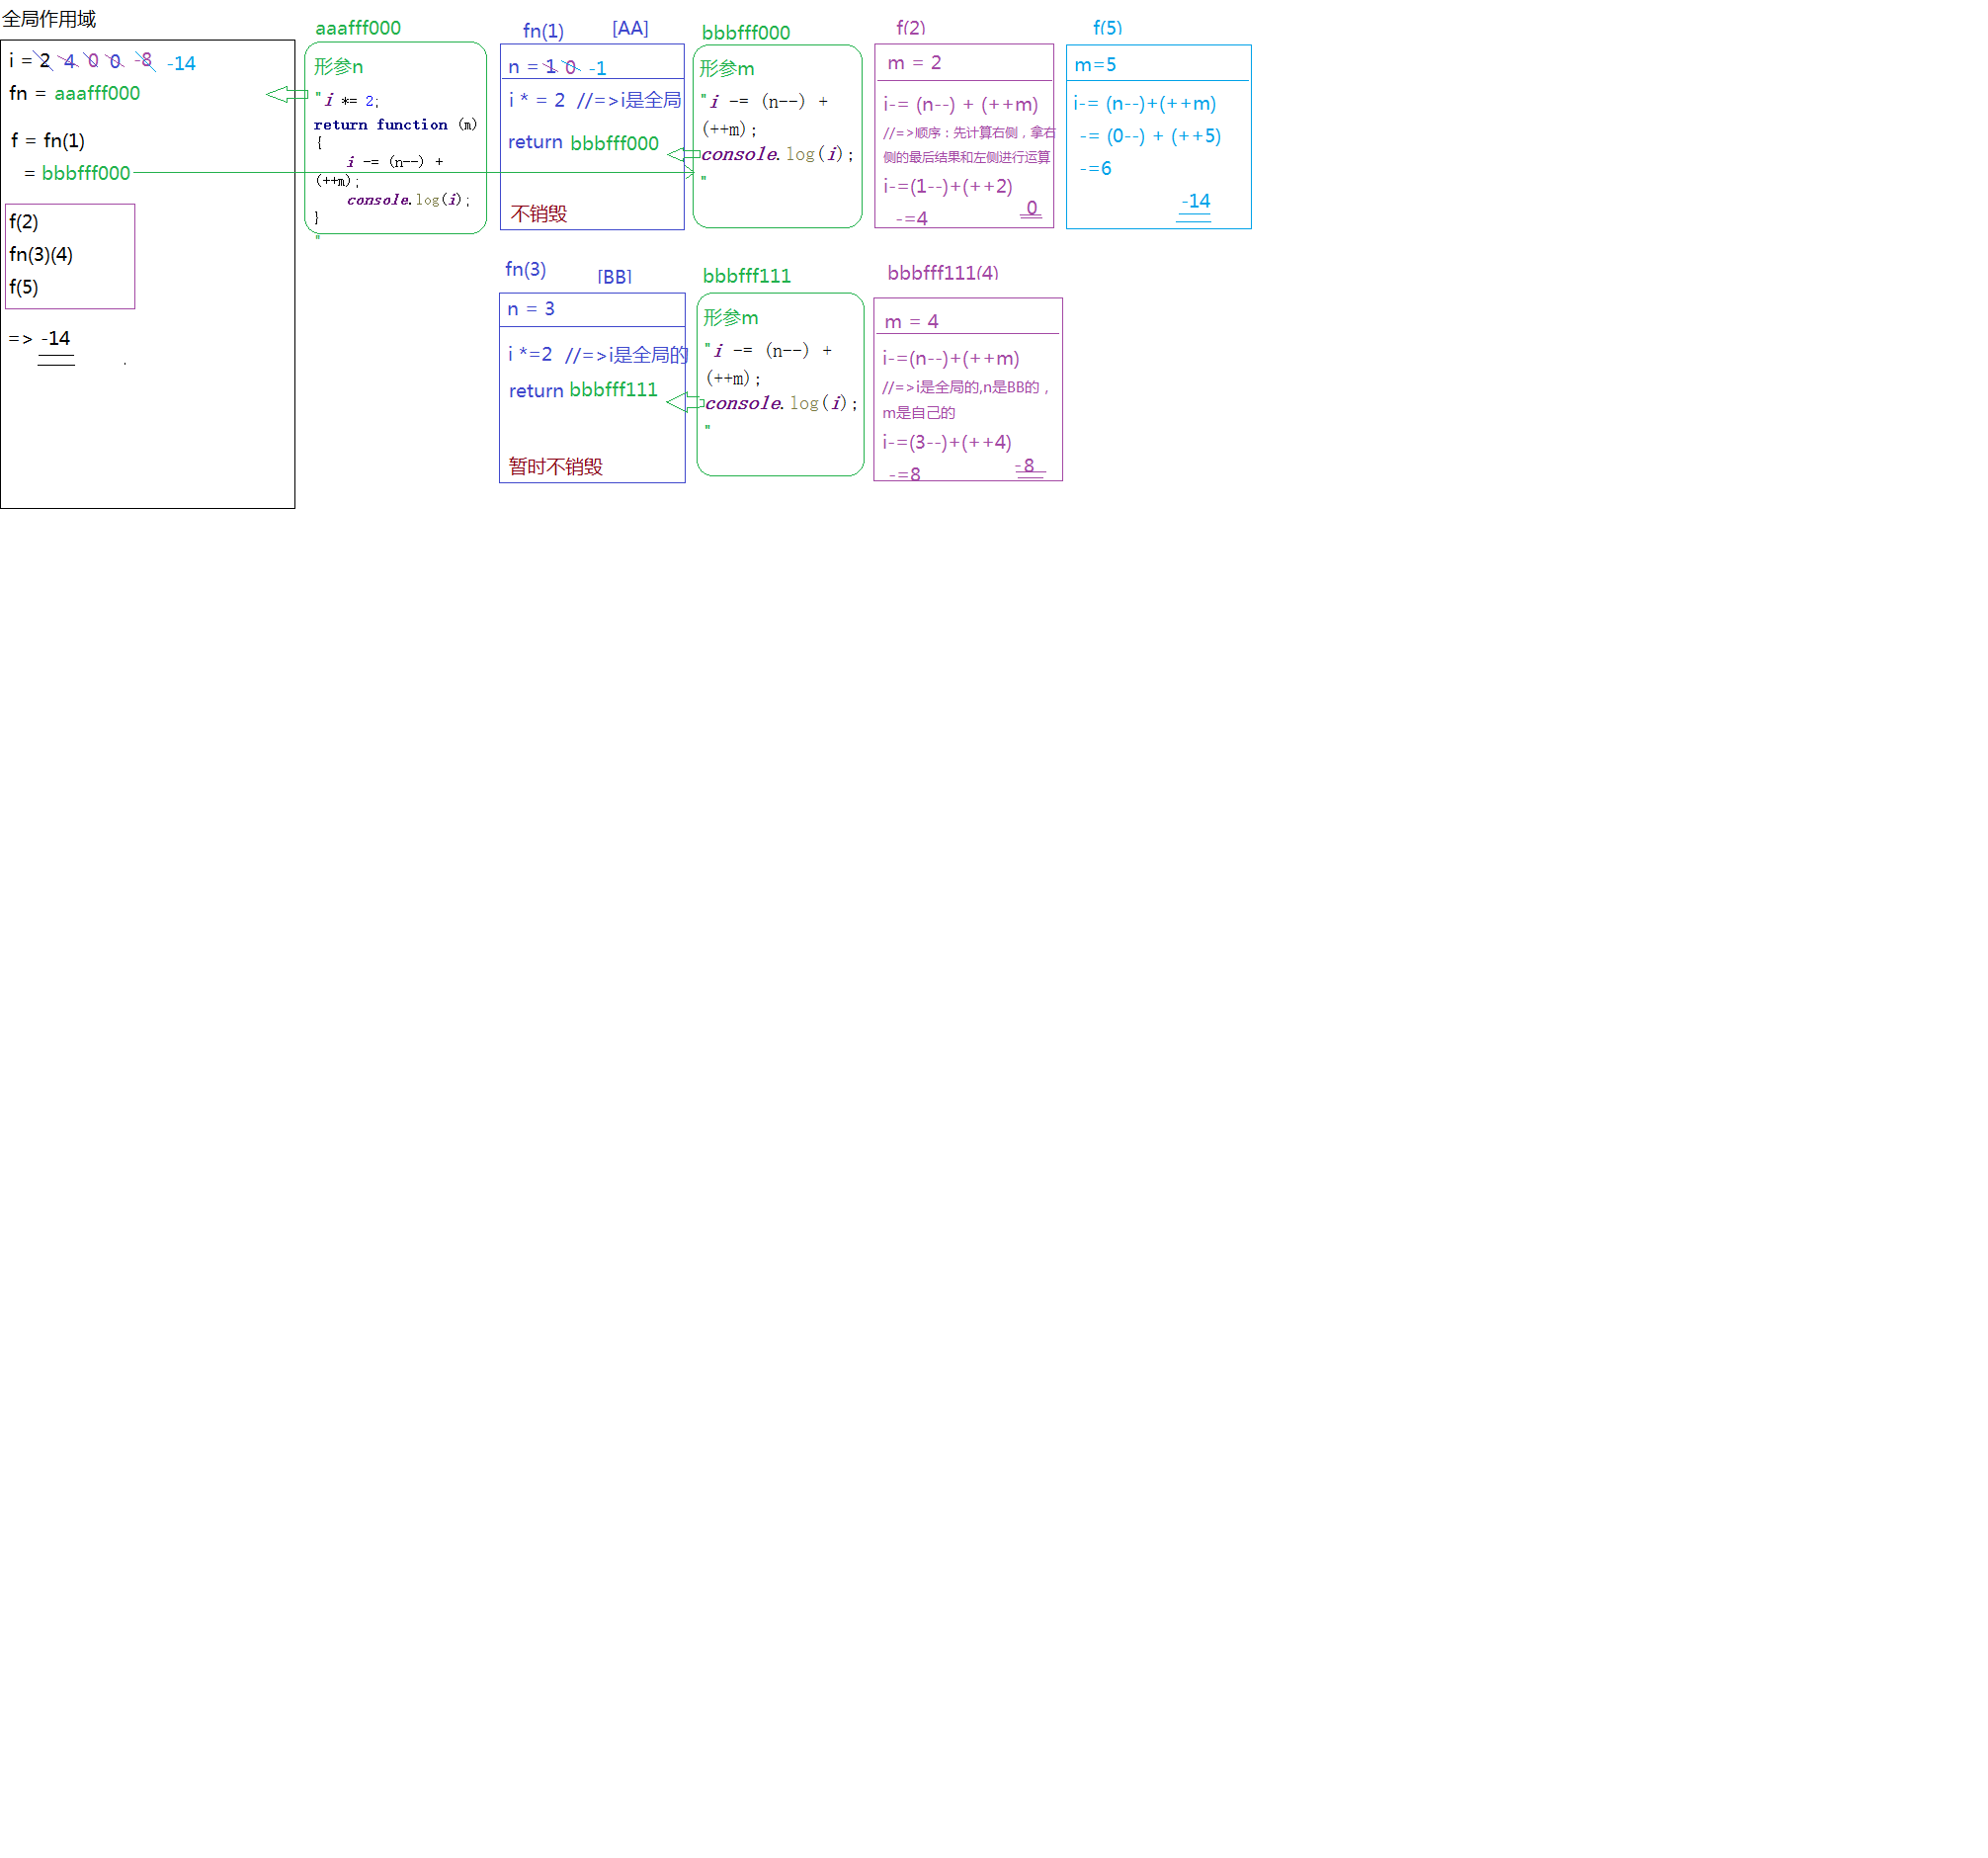 全局作用域
i = 2 4 0 0 -8 -14
fn = aaafff000
f = fn(1)
= bbbfff000
f(2)
fn(3)(4)
f(5)
=> -14
aaafff000
形参n
"i *= 2;
return function (m)
{
i -= (n--) +
(++m);
console.log(i);
}
"
fn(1) [AA]
n = 1 0 -1
i * = 2 //=>i是全局
return bbbfff000
不销毁
bbbfff000
形参m
"i -= (n--) +
(++m);
console.log(i);
"
f(2)
m = 2
i-= (n--) + (++m)
//=>顺序：先计算右侧，拿右
侧的最后结果和左侧进行运算
i-=(1--)+(++2)
-=4
0
f(5)
m=5
i-= (n--)+(++m)
-= (0--) + (++5)
-=6
-14
fn(3) [BB]
n = 3
i *=2 //=>i是全局的
return bbbfff111
暂时不销毁
bbbfff111
形参m
"i -= (n--) +
(++m);
console.log(i);
"
bbbfff111(4)
m = 4
i-=(n--)+(++m)
//=>i是全局的,n是BB的，
m是自己的
i-=(3--)+(++4)
-=8
-8